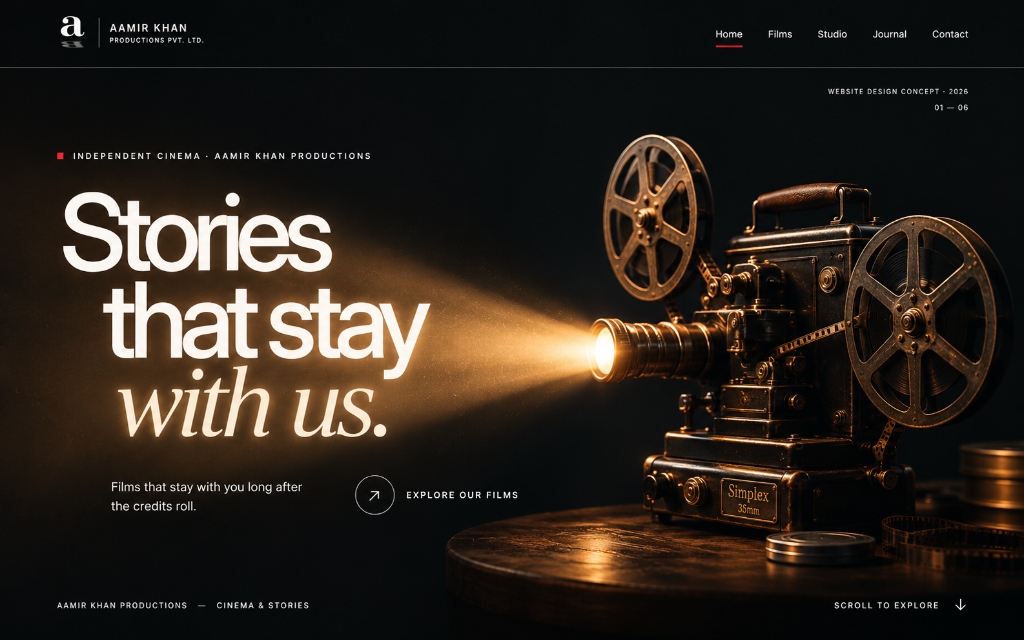 a
AAMIR KHAN
PRODUCTIONS PVT. LTD.
Home Films Studio Journal Contact
WEBSITE DESIGN CONCEPT - 2026
01 — 06
INDEPENDENT CINEMA · AAMIR KHAN PRODUCTIONS
Stories
that stay
with us.
Films that stay with you long after
the credits roll.
EXPLORE OUR FILMS
Simplex
35mm
AAMIR KHAN PRODUCTIONS — CINEMA & STORIES
SCROLL TO EXPLORE